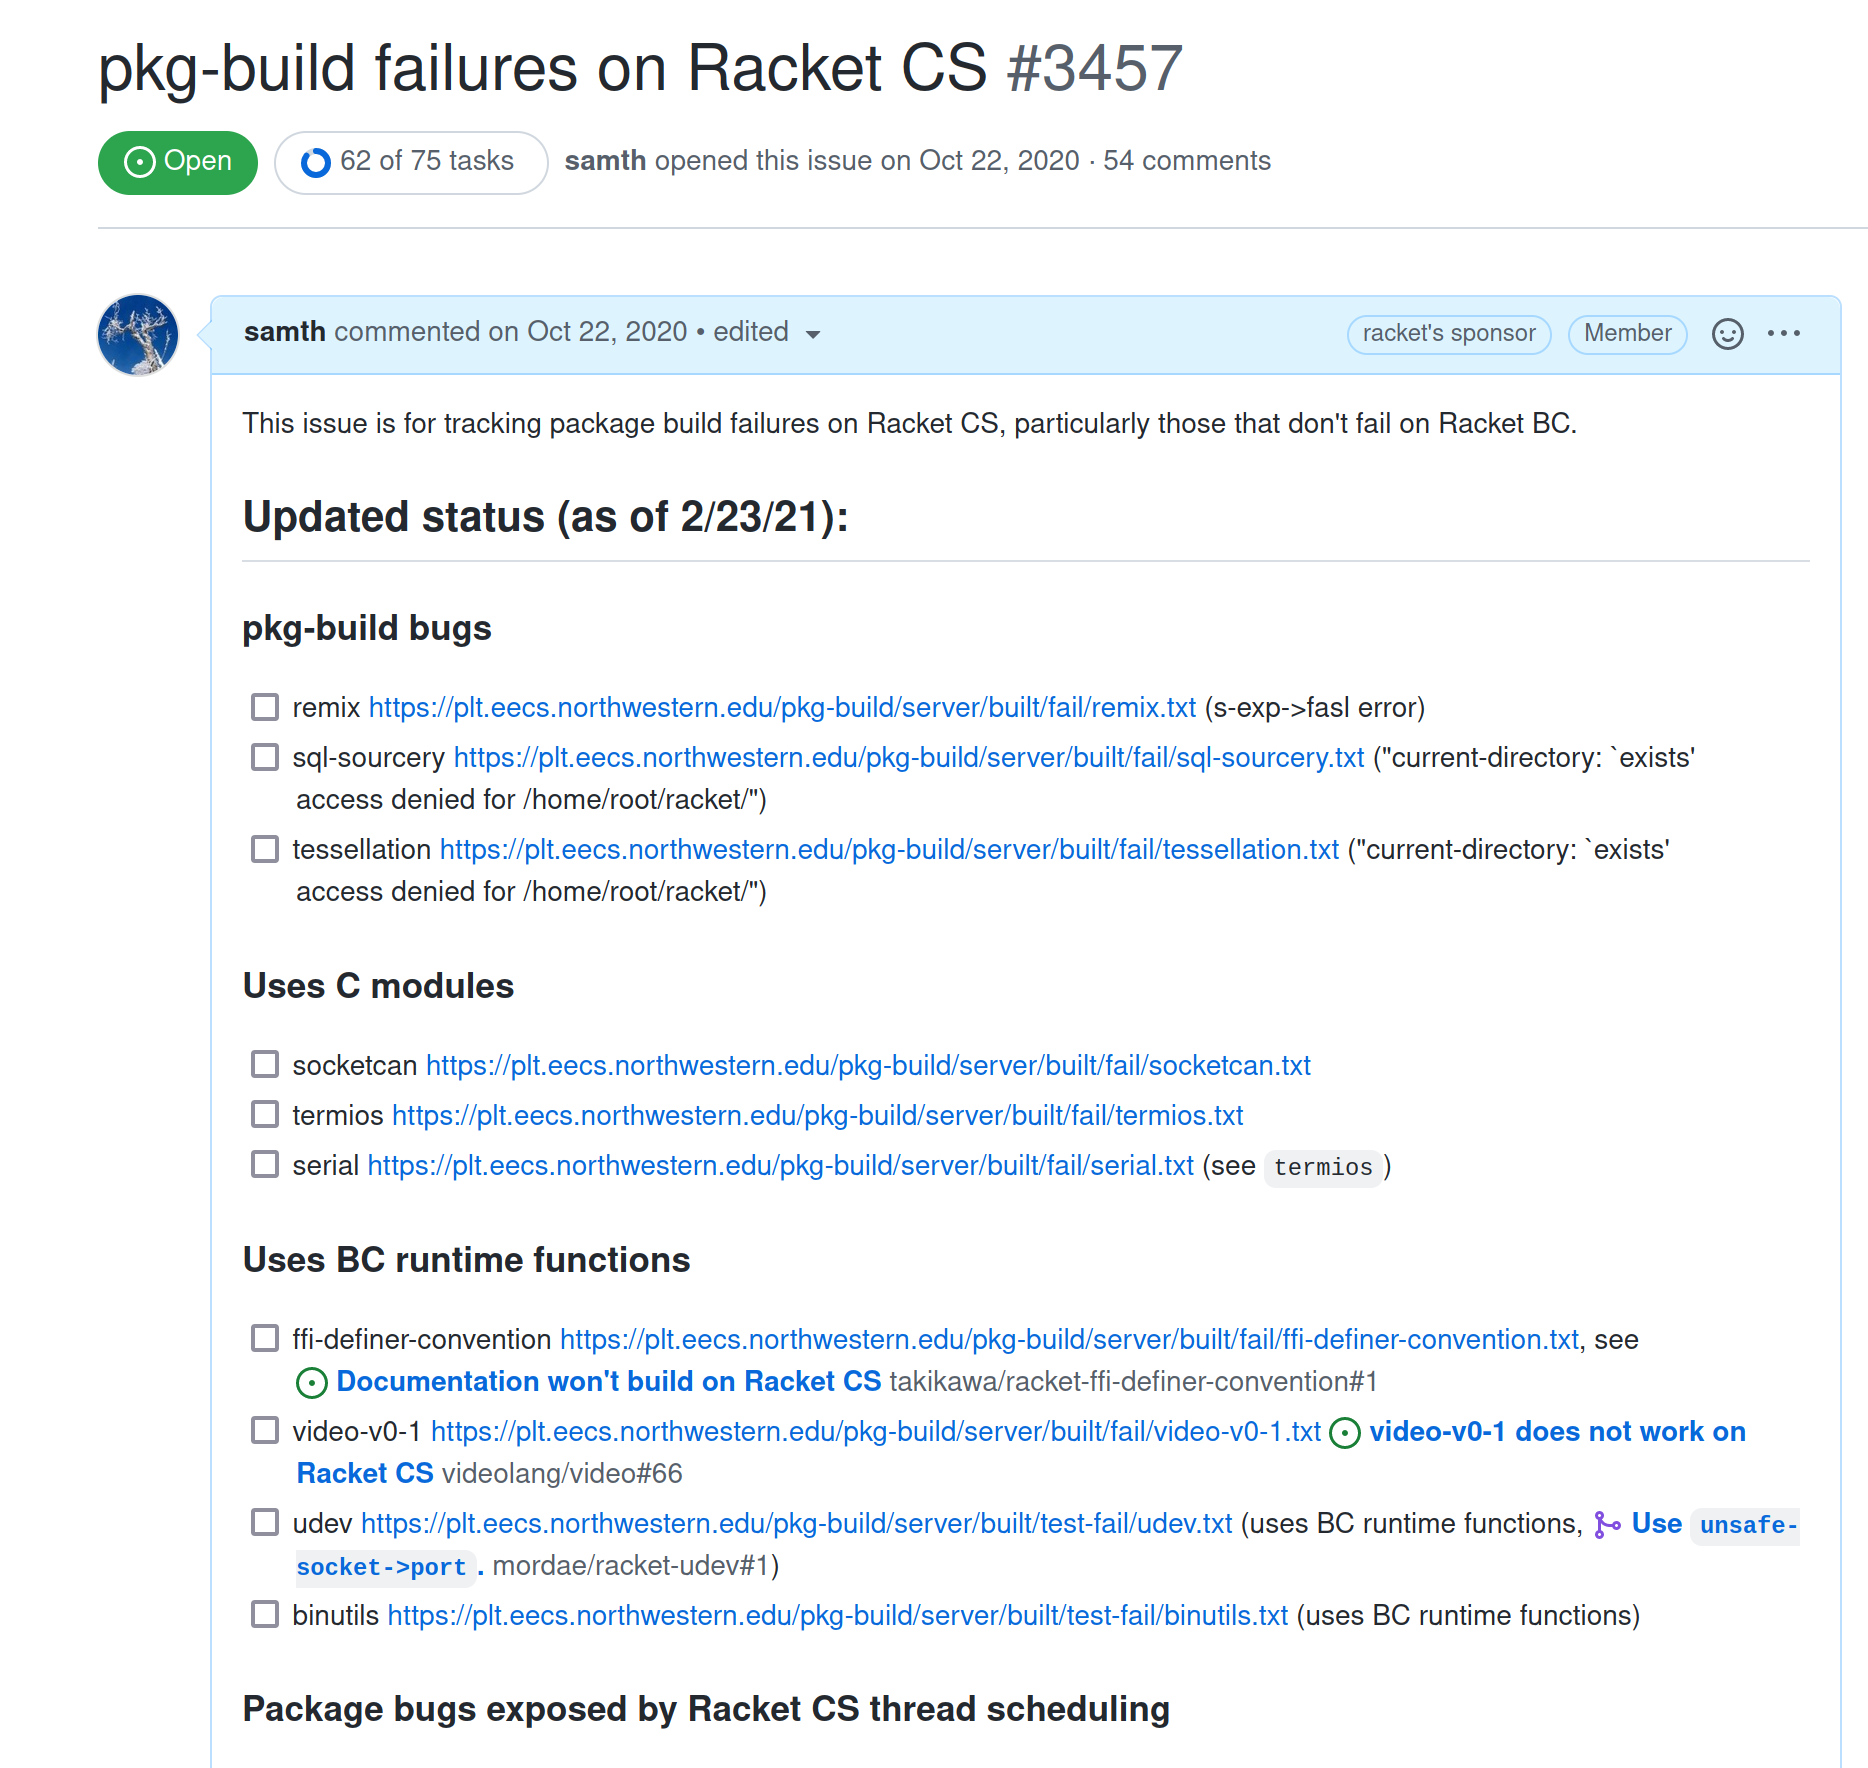 pkg-build failures on Racket CS #3457
Open 62 of 75 tasks samth opened this issue on Oct 22, 2020 · 54 comments
samth commented on Oct 22, 2020 • edited racket's sponsor Member
This issue is for tracking package build failures on Racket CS, particularly those that don't fail on Racket BC.
Updated status (as of 2/23/21):
pkg-build bugs
remix https://plt.eecs.northwestern.edu/pkg-build/server/built/fail/remix.txt (s-exp->fasl error)
sql-sourcery https://plt.eecs.northwestern.edu/pkg-build/server/built/fail/sql-sourcery.txt ("current-directory: `exists'
access denied for /home/root/racket/")
tessellation https://plt.eecs.northwestern.edu/pkg-build/server/built/fail/tessellation.txt ("current-directory: `exists'
access denied for /home/root/racket/")
Uses C modules
socketcan https://plt.eecs.northwestern.edu/pkg-build/server/built/fail/socketcan.txt
termios https://plt.eecs.northwestern.edu/pkg-build/server/built/fail/termios.txt
serial https://plt.eecs.northwestern.edu/pkg-build/server/built/fail/serial.txt (see termios)
Uses BC runtime functions
ffi-definer-convention https://plt.eecs.northwestern.edu/pkg-build/server/built/fail/ffi-definer-convention.txt, see
Documentation won't build on Racket CS takikawa/racket-ffi-definer-convention#1
video-v0-1 https://plt.eecs.northwestern.edu/pkg-build/server/built/fail/video-v0-1.txt video-v0-1 does not work on
Racket CS videolang/video#66
udev https://plt.eecs.northwestern.edu/pkg-build/server/built/test-fail/udev.txt (uses BC runtime functions, Use unsafe-
socket->port. mordae/racket-udev#1)
binutils https://plt.eecs.northwestern.edu/pkg-build/server/built/test-fail/binutils.txt (uses BC runtime functions)
Package bugs exposed by Racket CS thread scheduling